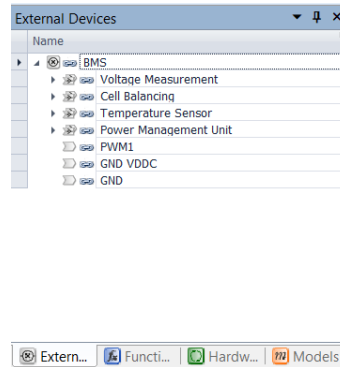 External Devices
Name
BMS
Voltage Measurement
Cell Balancing
Temperature Sensor
Power Management Unit
PWM1
GND VDDC
GND
Extern... Functi... Hardw... Models